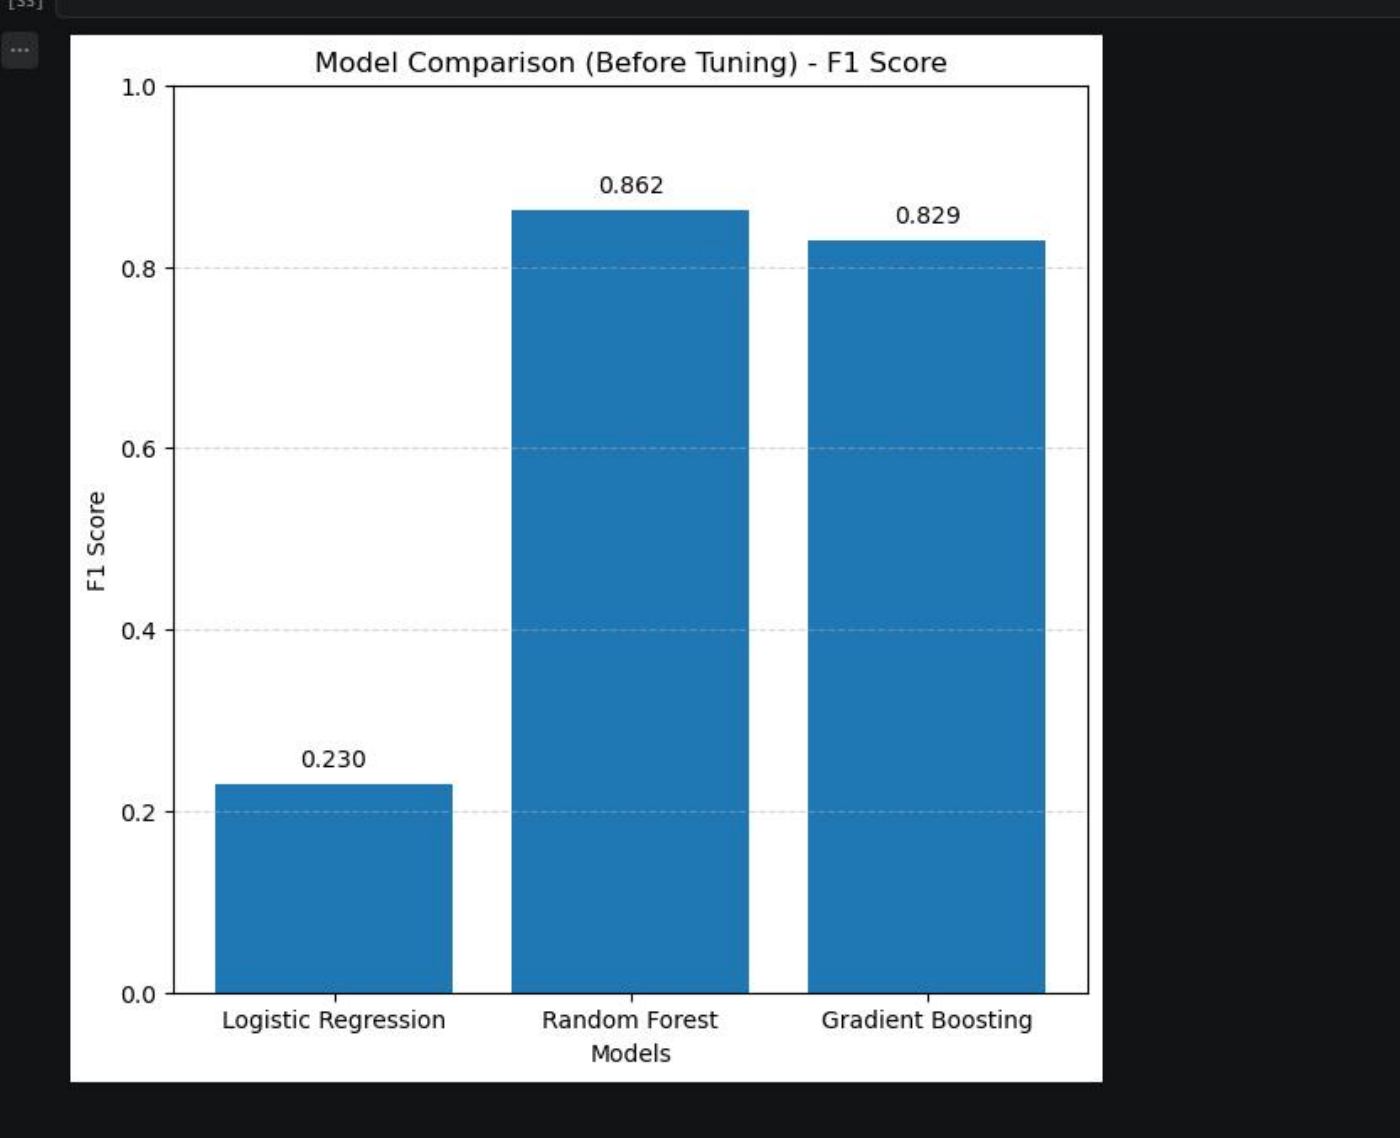 [33]
...
Model Comparison (Before Tuning) - F1 Score
1.0
0.862
0.829
0.8
0.6
F1 Score
0.4
0.230
0.2
0.0
Logistic Regression Random Forest Gradient Boosting
Models